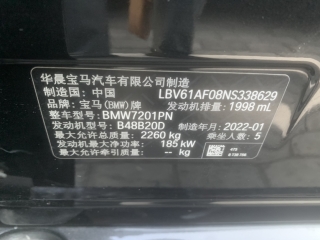 华晨宝马汽车有限公司制造
制造国：中国 LBV61AF08NS338629
品牌：宝马(BMW)牌 发动机排量：1998 mL
整车型号：BMW7201PN
发动机型号：B48B20D 制造年月：2022-01
最大允许总质量：2260 kg 乘坐人数：5
发动机最大净功率：185 kW
最大允许牵引质量：-- kg